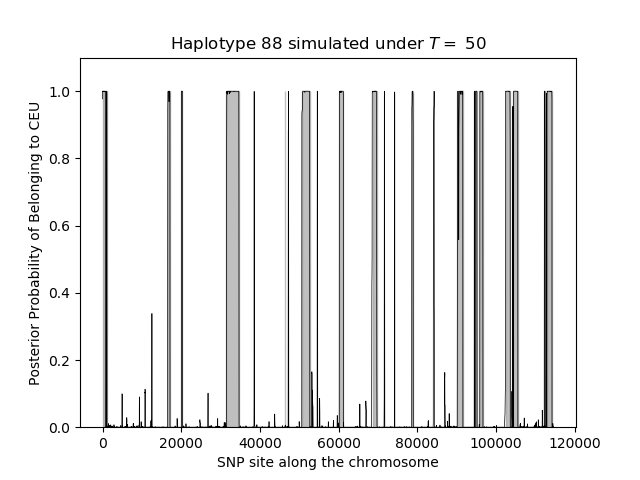 Haplotype 88 simulated under T = 50
Posterior Probability of Belonging to CEU
1.0
0.8
0.6
0.4
0.2
0.0
0 20000 40000 60000 80000 100000 120000
SNP site along the chromosome